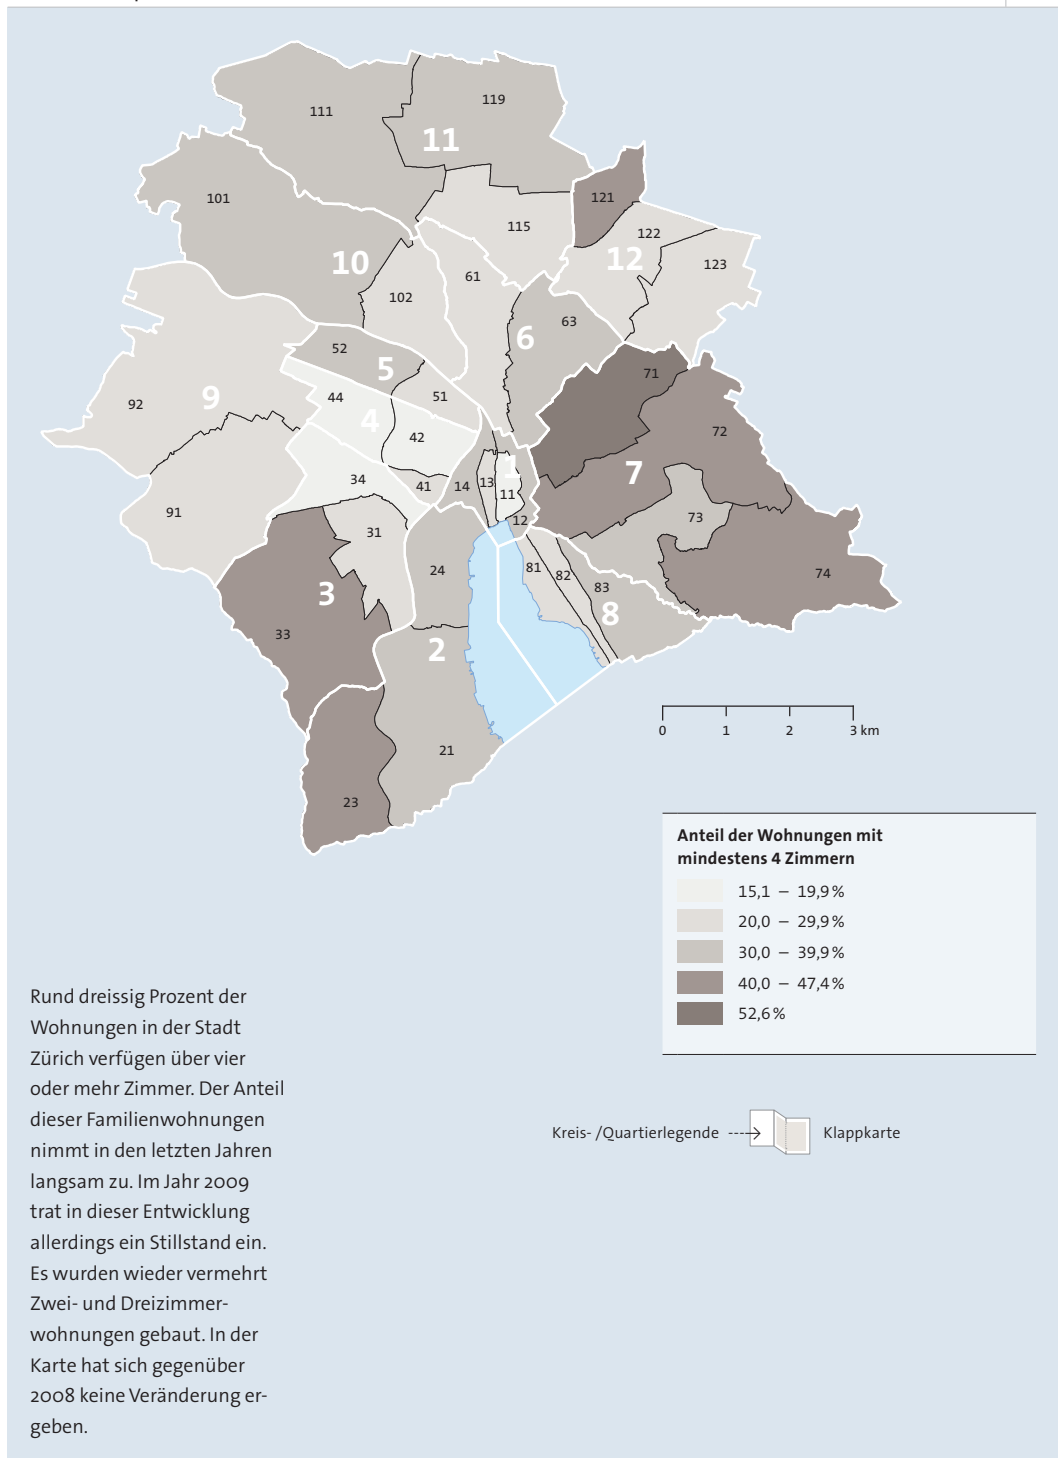 111
119
11
101
121
115
122
12
123
10
61
102
63
6
52
5
71
9
44
51
92
4
72
42
1
7
34
41
14
13
11
91
73
12
31
24
81
82
74
83
3
8
33
2
21
23
0 1 2 3 km
Anteil der Wohnungen mit
mindestens 4 Zimmern
15,1 – 19,9 %
20,0 – 29,9 %
30,0 – 39,9 %
40,0 – 47,4 %
52,6 %
Rund dreissig Prozent der
Wohnungen in der Stadt
Zürich verfügen über vier
oder mehr Zimmer. Der Anteil
dieser Familienwohnungen
nimmt in den letzten Jahren
langsam zu. Im Jahr 2009
trat in dieser Entwicklung
allerdings ein Stillstand ein.
Es wurden wieder vermehrt
Zwei- und Dreizimmer-
wohnungen gebaut. In der
Karte hat sich gegenüber
2008 keine Veränderung er-
geben.
Kreis- /Quartierlegende Klappkarte